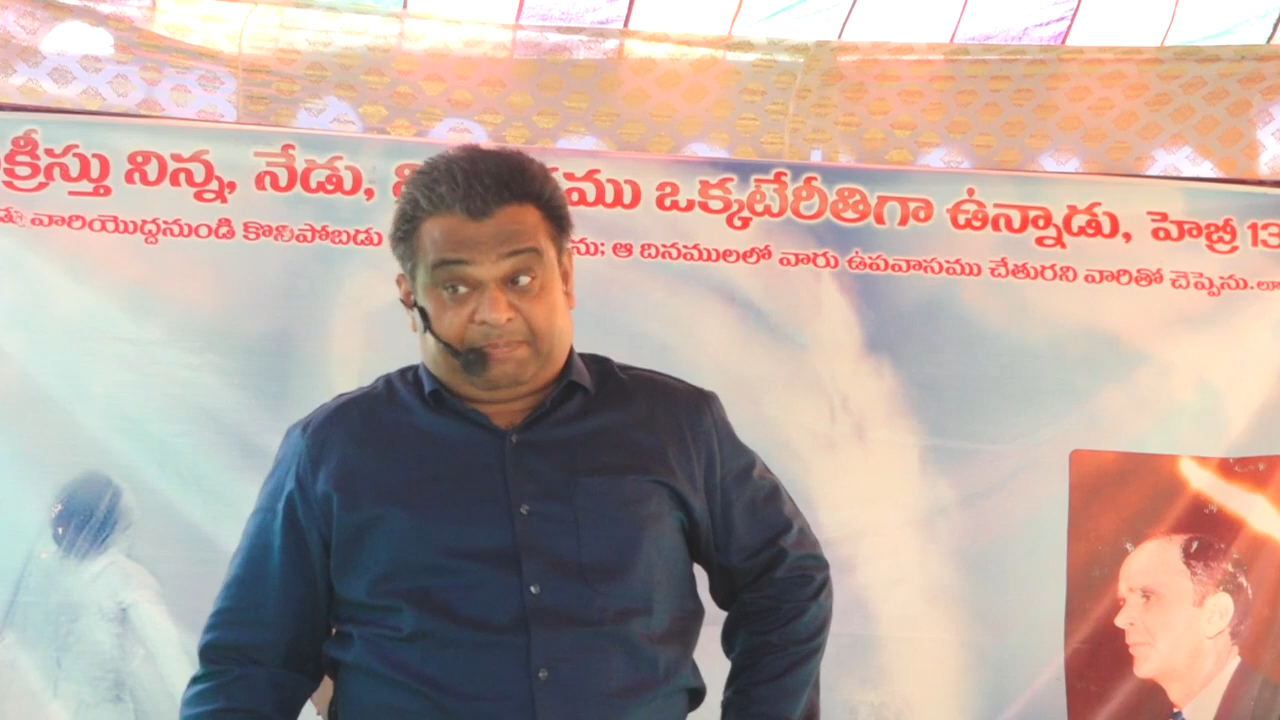 క్రీస్తు నిన్న, నేడు, ము ఒక్కటేరీతిగా ఉన్నాడు, హెబ్రీ 13
వారియొద్దనుండి కొనిపోబడు ను; ఆ దినములలో వారు ఉపవాసము చేతురని వారితో చెప్పెను. లూ